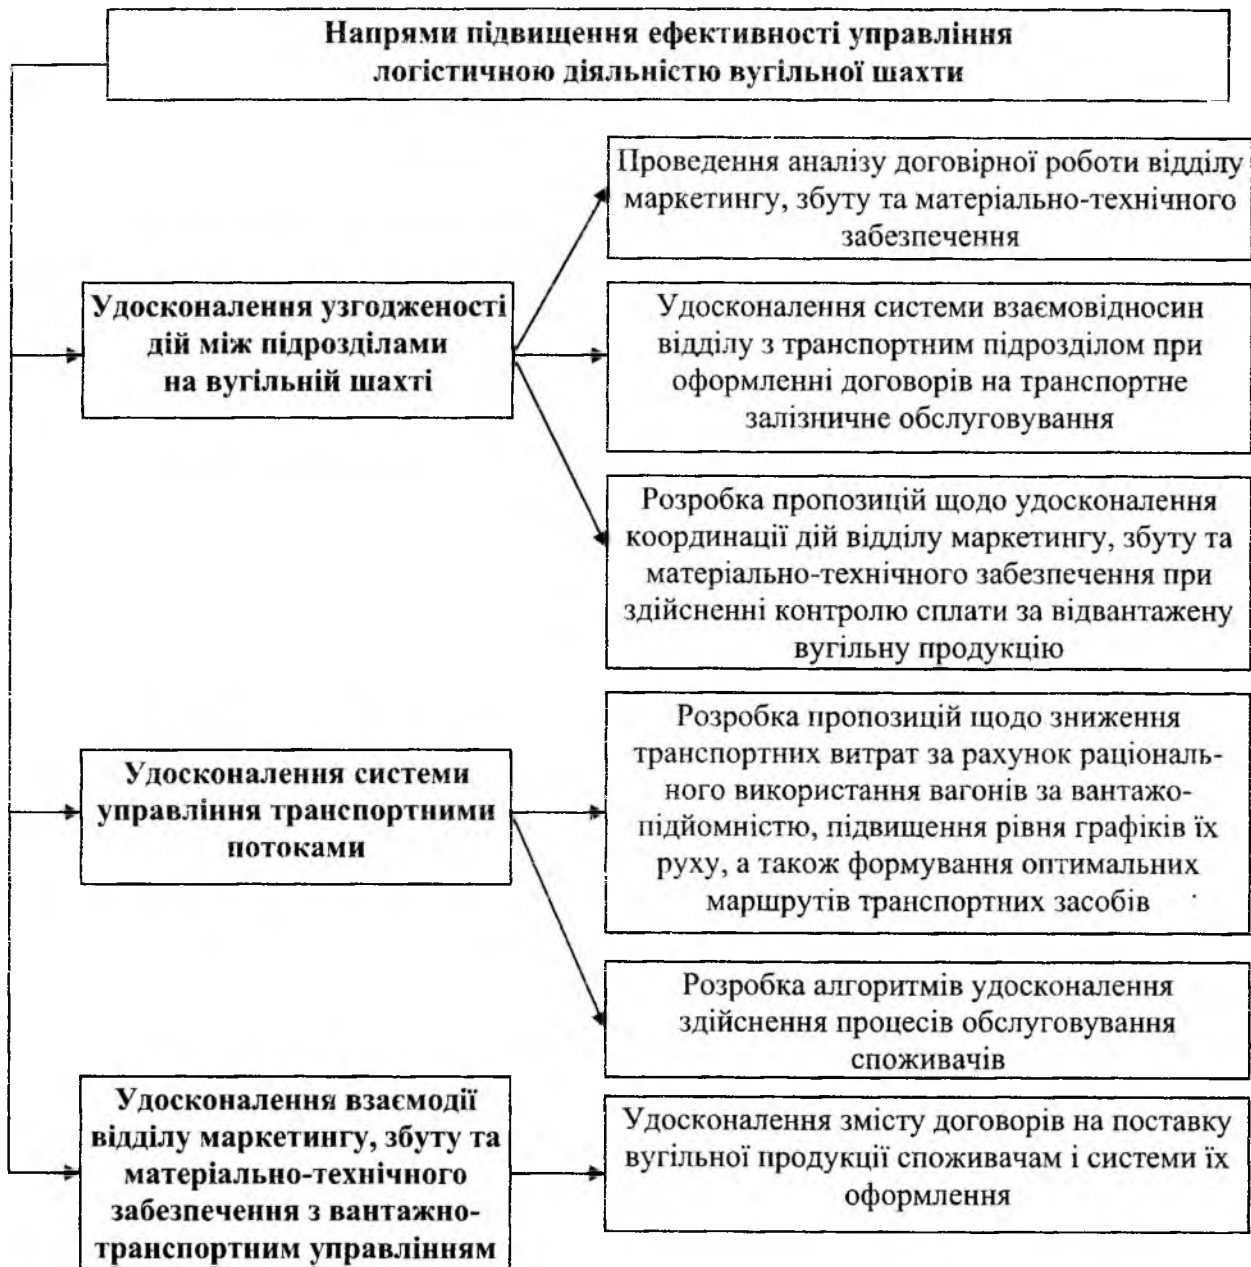 Напрями підвищення ефективності управління
логістичною діяльністю вугільної шахти
Проведення аналізу договірної роботи відділу
маркетингу, збуту та матеріально-технічного
забезпечення
Удосконалення узгодженості
дій між підрозділами
на вугільній шахті
Удосконалення системи взаємовідносин
відділу з транспортним підрозділом при
оформленні договорів на транспортне
залізничне обслуговування
Розробка пропозицій щодо удосконалення
координації дій відділу маркетингу, збуту та
матеріально-технічного забезпечення при
здійсненні контролю сплати за відвантажену
вугільну продукцію
Удосконалення системи
управління транспортними
потоками
Розробка пропозицій щодо зниження
транспортних витрат за рахунок раціональ-
ного використання вагонів за вантажо-
підйомністю, підвищення рівня графіків їх
руху, а також формування оптимальних
маршрутів транспортних засобів
Розробка алгоритмів удосконалення
здійснення процесів обслуговування
споживачів
Удосконалення взаємодії
відділу маркетингу, збуту та
матеріально-технічного
забезпечення з вантажно-
транспортним управлінням
Удосконалення змісту договорів на поставку
вугільної продукції споживачам і системи їх
оформлення